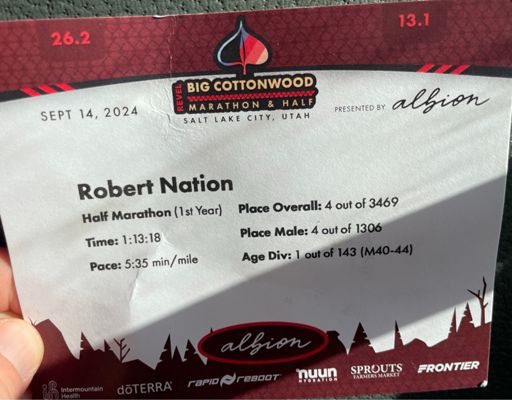 26.2
13.1
REVEL
BIG COTTONWOOD
MARATHON & HALF
SALT LAKE CITY, UTAH
SEPT 14, 2024
PRESENTED BY albion
Robert Nation
Half Marathon (1st Year)
Time: 1:13:18
Pace: 5:35 min/mile
Place Overall: 4 out of 3469
Place Male: 4 out of 1306
Age Div: 1 out of 143 (M40-44)
albion
Intermountain
Health
dōTERRA
RAPID REBOOT
nuun
HYDRATION
SPROUTS
FARMERS MARKET
FRONTIER